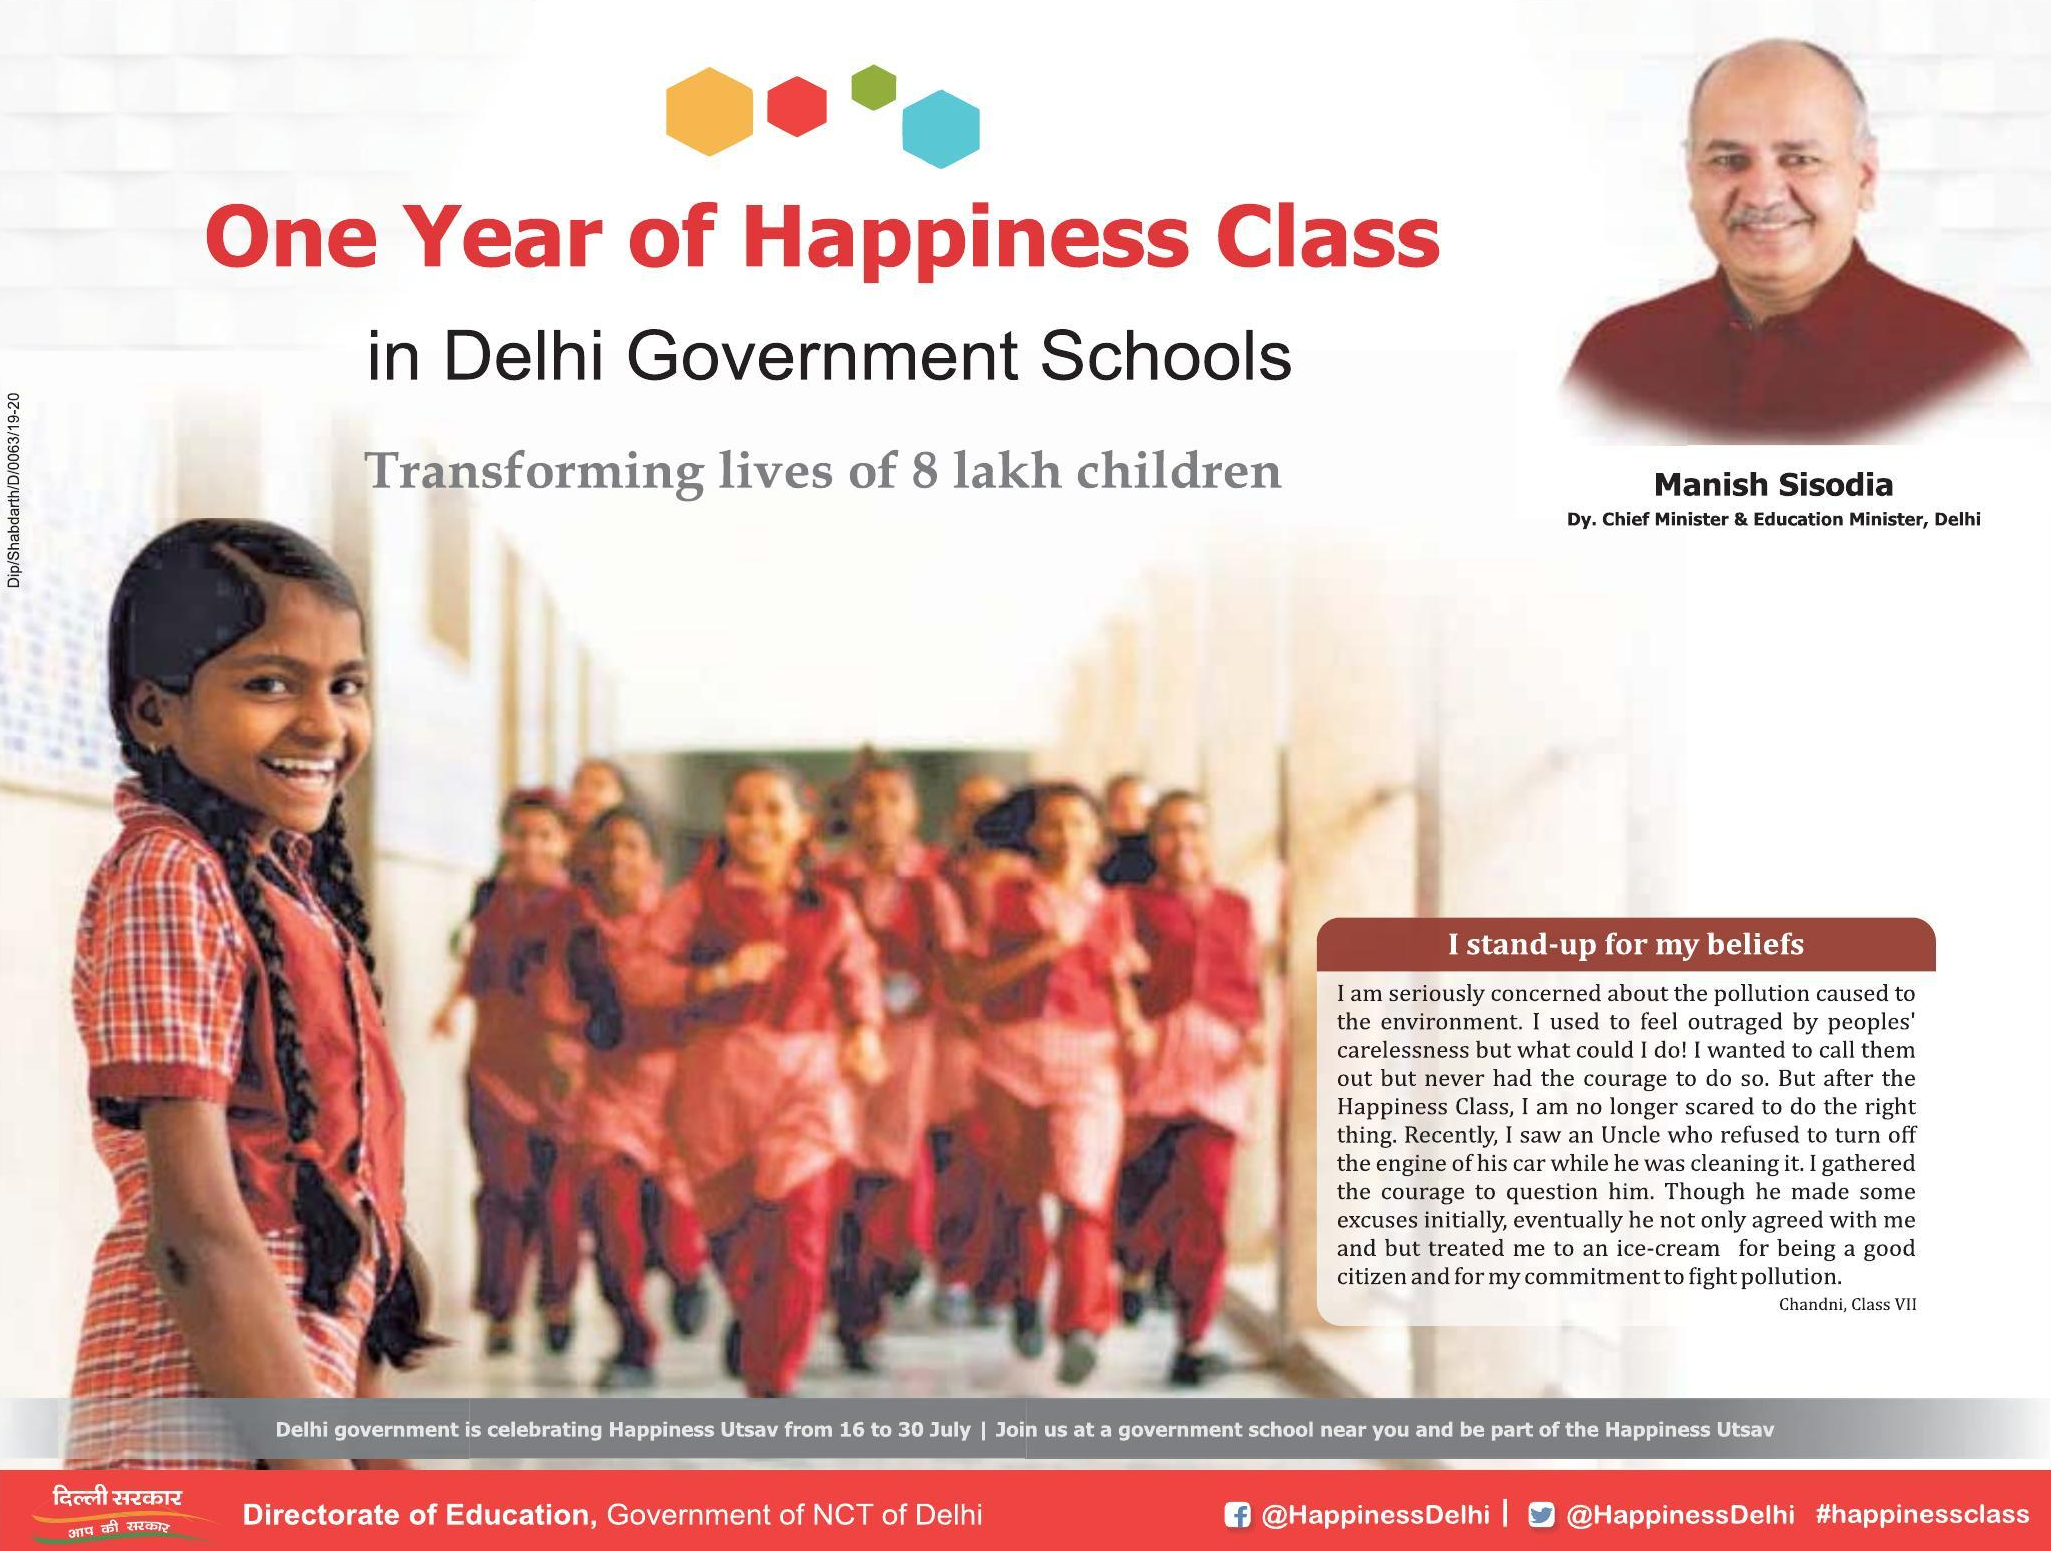 One Year of Happiness Class
in Delhi Government Schools
Transforming lives of 8 lakh children
Manish Sisodia
Dy. Chief Minister & Education Minister, Delhi
Dip/Shabdarth/D/0063/19-20
I stand-up for my beliefs
I am seriously concerned about the pollution caused to
the environment. I used to feel outraged by peoples'
carelessness but what could I do! I wanted to call them
out but never had the courage to do so. But after the
Happiness Class, I am no longer scared to do the right
thing. Recently, I saw an Uncle who refused to turn off
the engine of his car while he was cleaning it. I gathered
the courage to question him. Though he made some
excuses initially, eventually he not only agreed with me
and but treated me to an ice-cream for being a good
citizen and for my commitment to fight pollution.
Chandni, Class VII
Delhi government is celebrating Happiness Utsav from 16 to 30 July | Join us at a government school near you and be part of the Happiness Utsav
दिल्ली सरकार
आप की सरकार
Directorate of Education, Government of NCT of Delhi
@HappinessDelhi | @HappinessDelhi #happinessclass